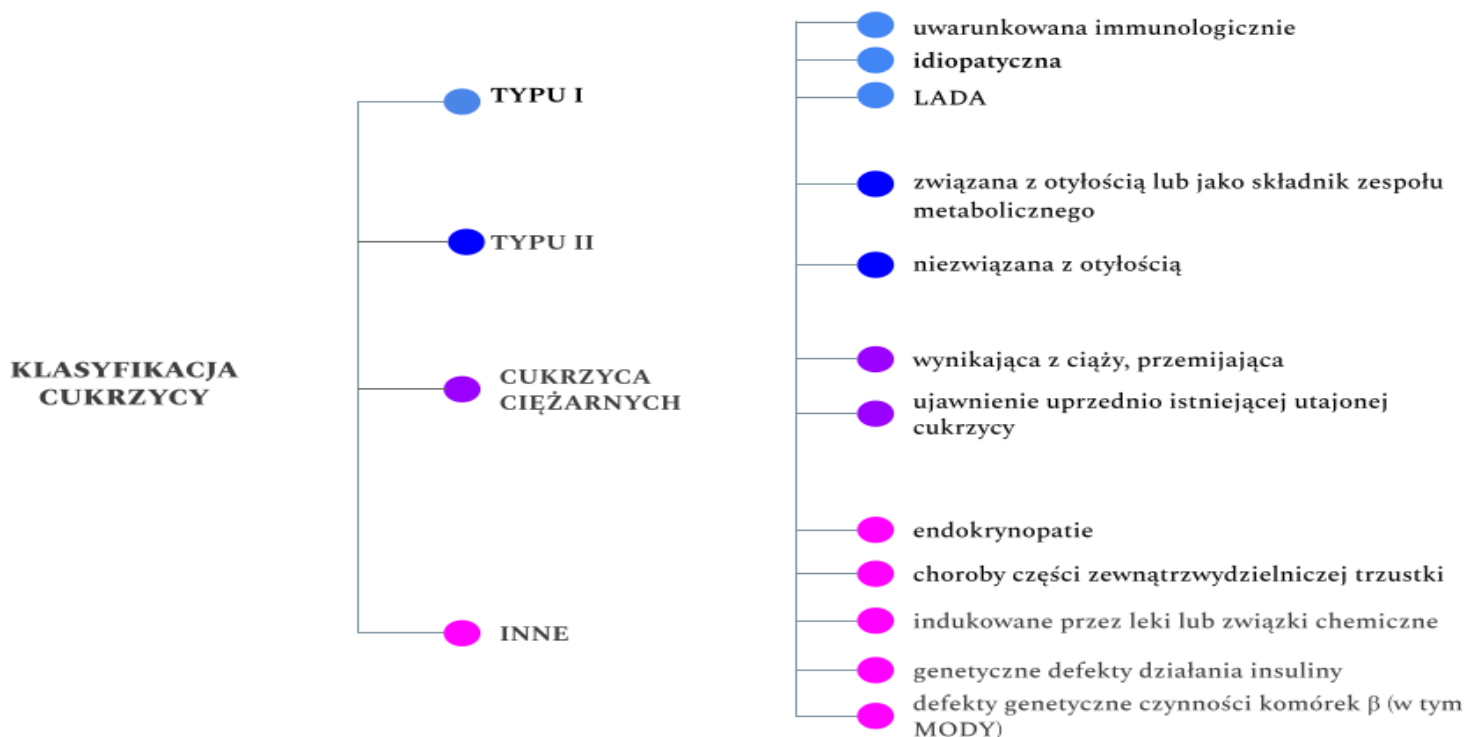 KLASYFIKACJA
CUKRZYCY
TYPU I
TYPU II
CUKRZYCA
CIĘŻARNYCH
INNE
uwarunkowana immunologicznie
idiopatyczna
LADA
związana z otyłością lub jako składnik zespołu
metabolicznego
niezwiązana z otyłością
wynikająca z ciąży, przemijająca
ujawnienie uprzednio istniejącej utajonej
cukrzycy
endokrynopatie
choroby części zewnątrzwydzielniczej trzustki
indukowane przez leki lub związki chemiczne
genetyczne defekty działania insuliny
defekty genetyczne czynności komórek β (w tym
MODY)